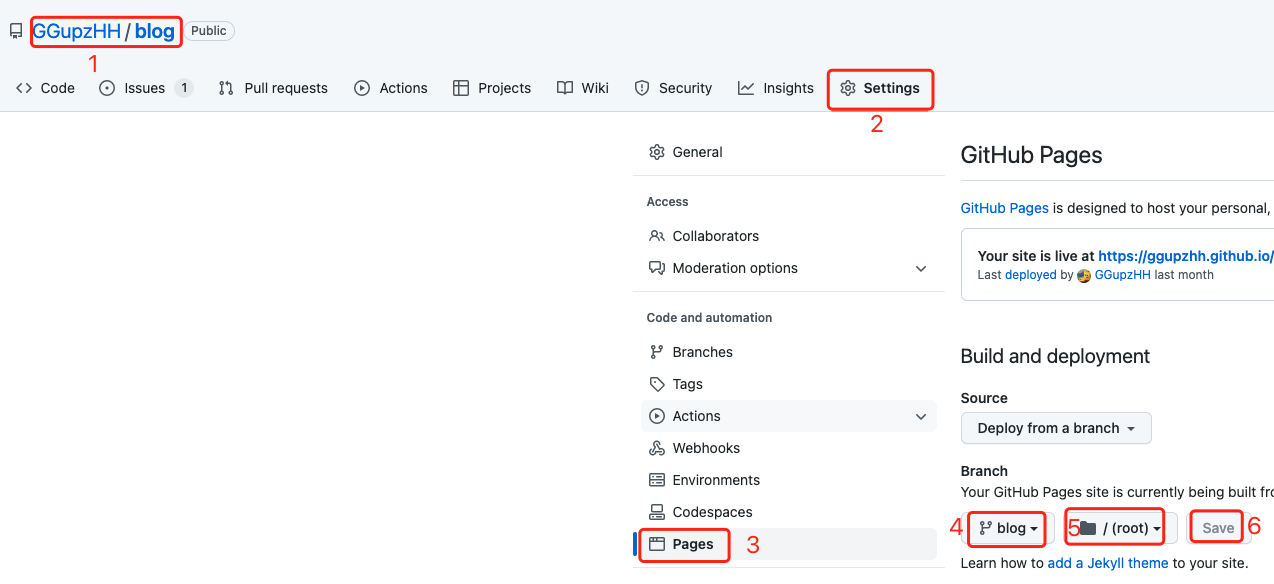 GGupzHH / blog Public
1
Code Issues 1 Pull requests Actions Projects Wiki Security Insights Settings
2
General
Access
Collaborators
Moderation options
Code and automation
Branches
Tags
Actions
Webhooks
Environments
Codespaces
Pages 3
GitHub Pages
GitHub Pages is designed to host your personal,
Your site is live at https://ggupzhh.github.io/
Last deployed by GGupzHH last month
Build and deployment
Source
Deploy from a branch
Branch
Your GitHub Pages site is currently being built fro
4 blog 5 / (root) Save 6
Learn how to add a Jekyll theme to your site.